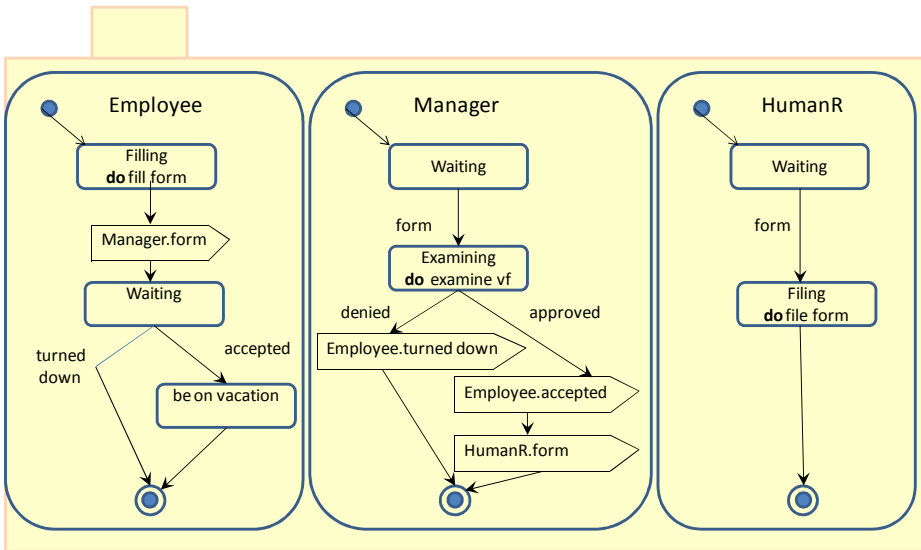 Employee
Filling
do fill form
Manager.form
Waiting
turned
down
accepted
be on vacation
Manager
Waiting
form
Examining
do examine vf
denied
approved
Employee.turned down
Employee.accepted
HumanR.form
HumanR
Waiting
form
Filing
do file form